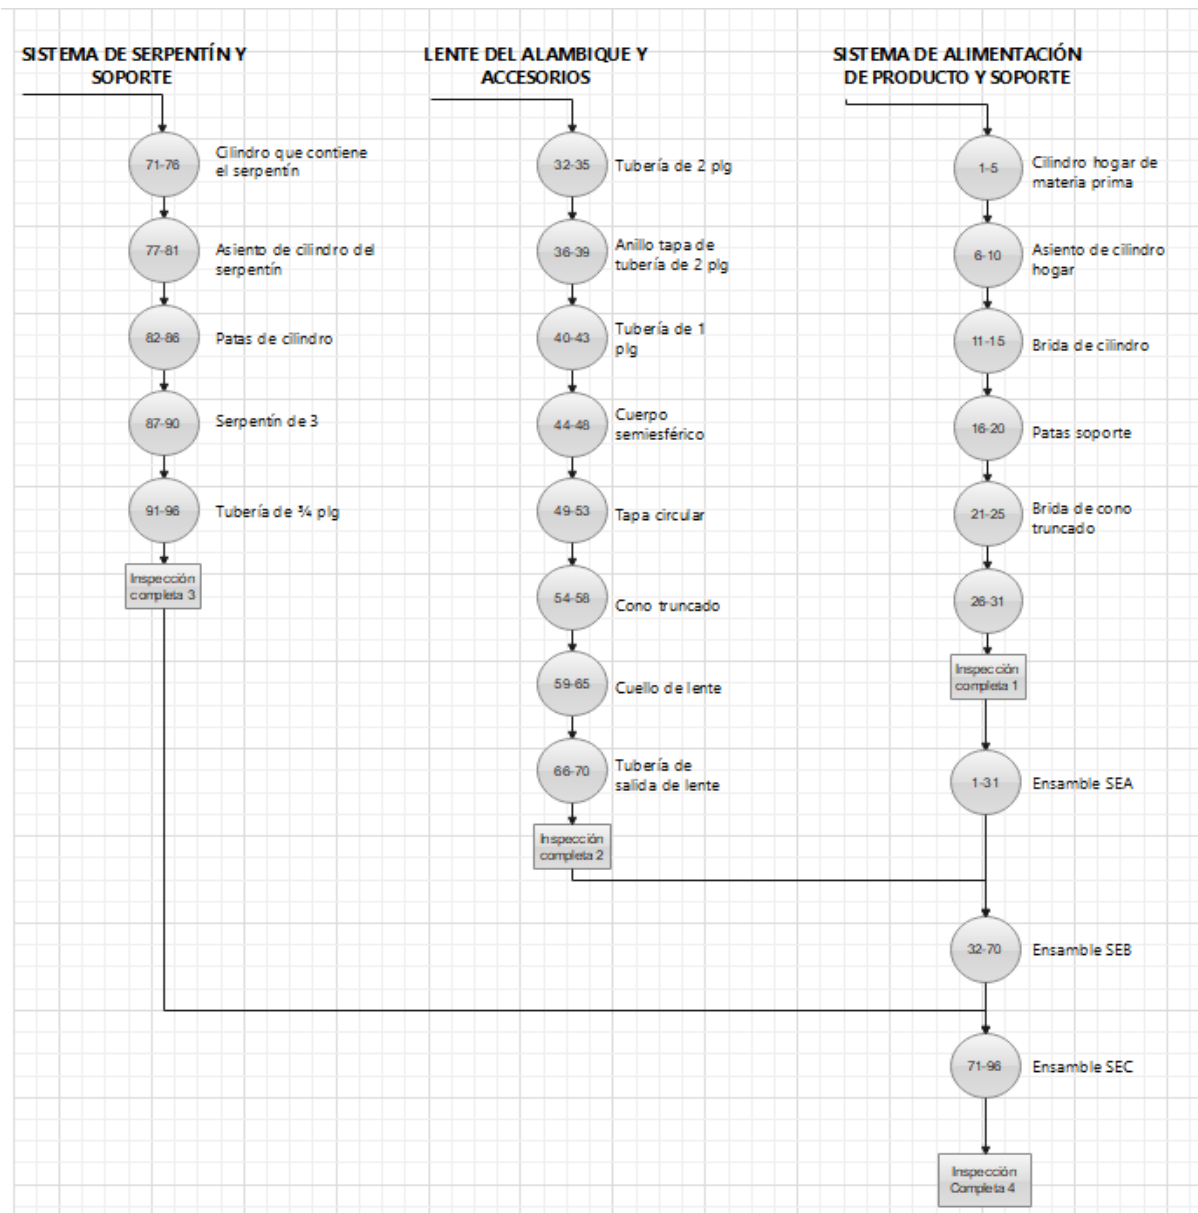 SISTEMA DE SERPENTÍN Y
SOPORTE
71-76
Cilindro que contiene
el serpentín
77-81
Asiento de cilindro del
serpentín
82-86
Patas de cilindro
87-90
Serpentín de 3
91-96
Tubería de ¾ plg
Inspección
completa 3
LENTE DEL ALAMBIQUE Y
ACCESORIOS
32-35
Tubería de 2 plg
36-39
Anillo tapa de
tubería de 2 plg
40-43
Tubería de 1
plg
44-48
Cuerpo
semiesférico
49-53
Tapa circular
54-58
Cono truncado
59-65
Cuello de lente
66-70
Tubería de
salida de lente
Inspección
completa 2
SISTEMA DE ALIMENTACIÓN
DE PRODUCTO Y SOPORTE
1-5
Cilindro hogar de
materia prima
6-10
Asiento de cilindro
hogar
11-15
Brida de cilindro
16-20
Patas soporte
21-25
Brida de cono
truncado
26-31
Inspección
completa 1
1-31
Ensamble SEA
32-70
Ensamble SEB
71-96
Ensamble SEC
Inspección
Completa 4